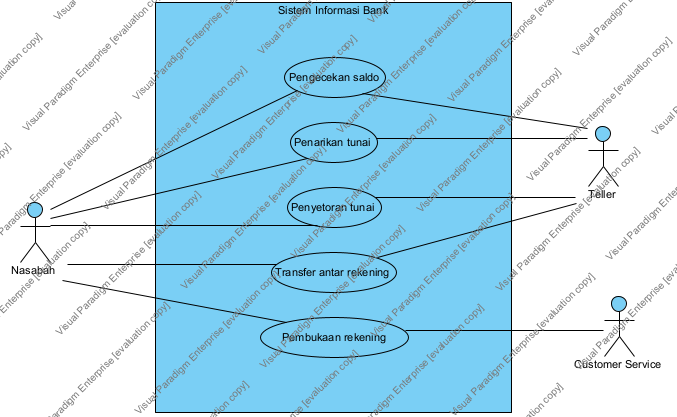 Sistem Informasi Bank
Pengecekan saldo
Penarikan tunai
Penyetoran tunai
Transfer antar rekening
Pembukaan rekening
Nasabah
Teller
Customer Service
Visual Paradigm Enterprise [evaluation copy]